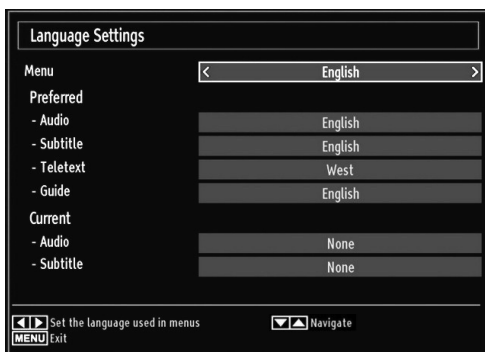 Language Settings
Menu < English >
Preferred
- Audio English
- Subtitle English
- Teletext West
- Guide English
Current
- Audio None
- Subtitle None
Set the language used in menus Navigate
MENU Exit